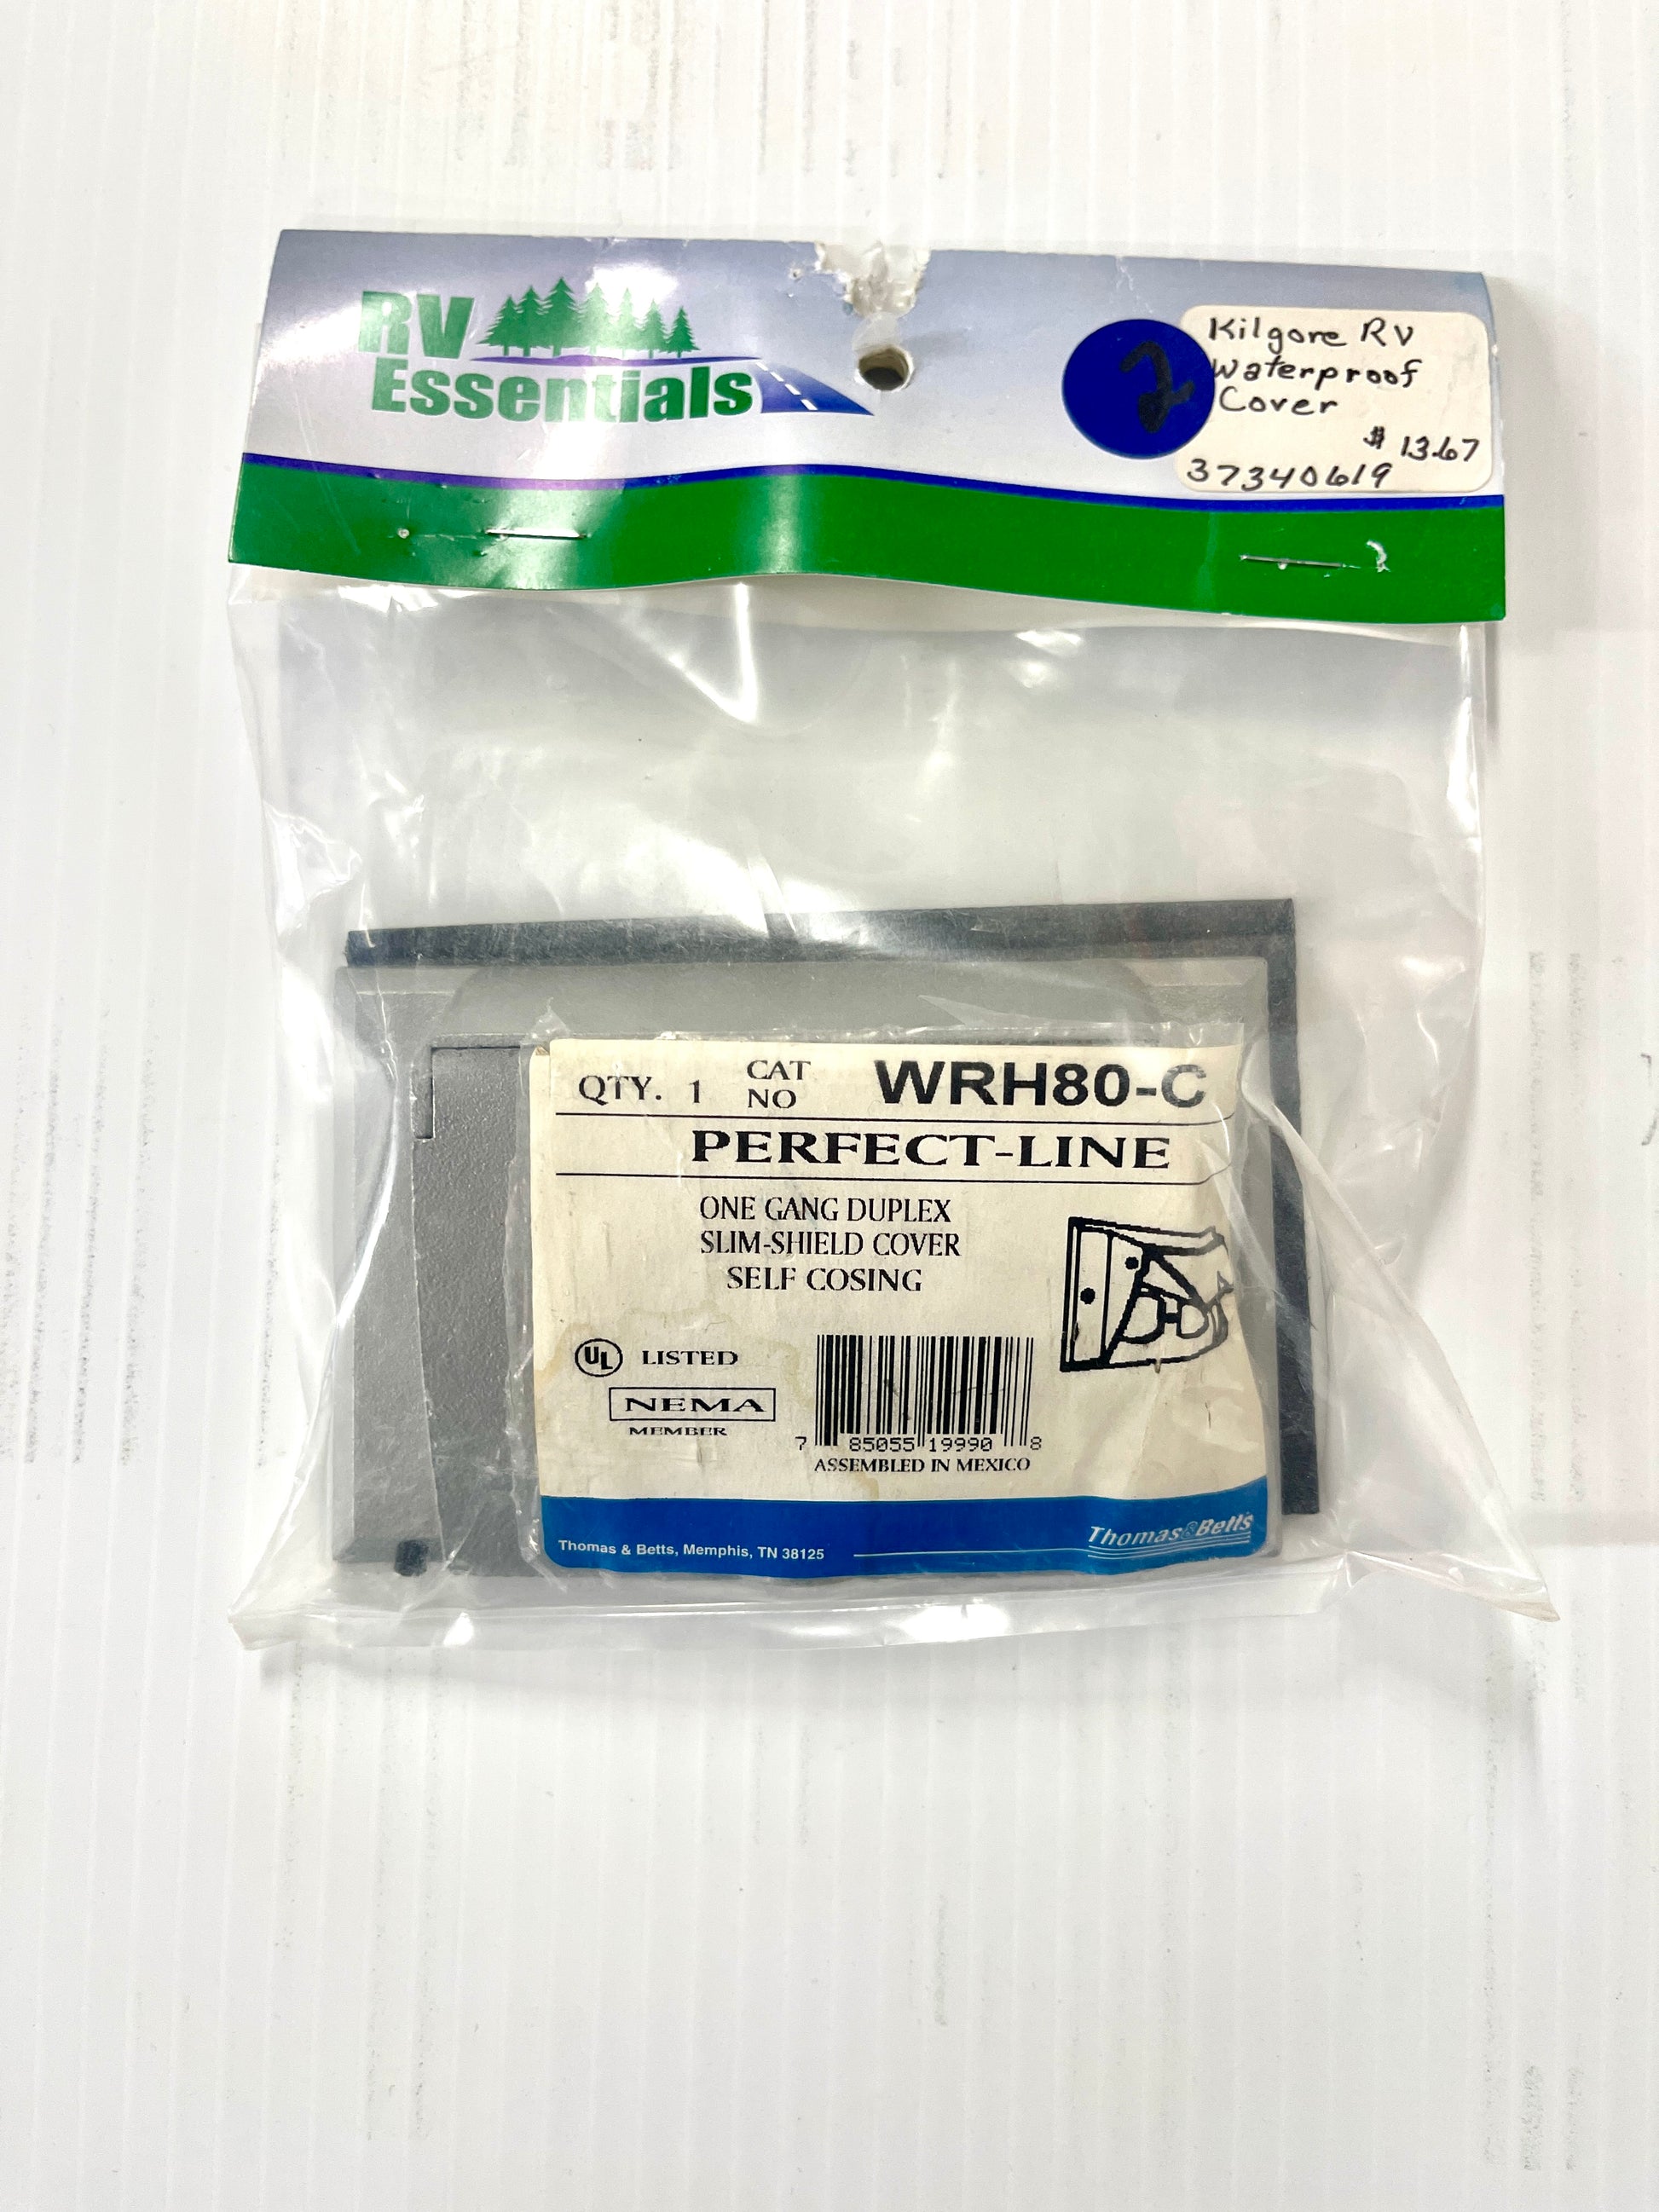 RV
Essentials
2
Kilgore RV
Waterproof
Cover
$ 13.67
37340619
QTY. 1 CAT NO WRH80-C
PERFECT-LINE
ONE GANG DUPLEX
SLIM-SHIELD COVER
SELF COSING
UL LISTED
NEMA
MEMBER
7 85055 19990 8
ASSEMBLED IN MEXICO
Thomas & Betts, Memphis, TN 38125
Thomas&Betts